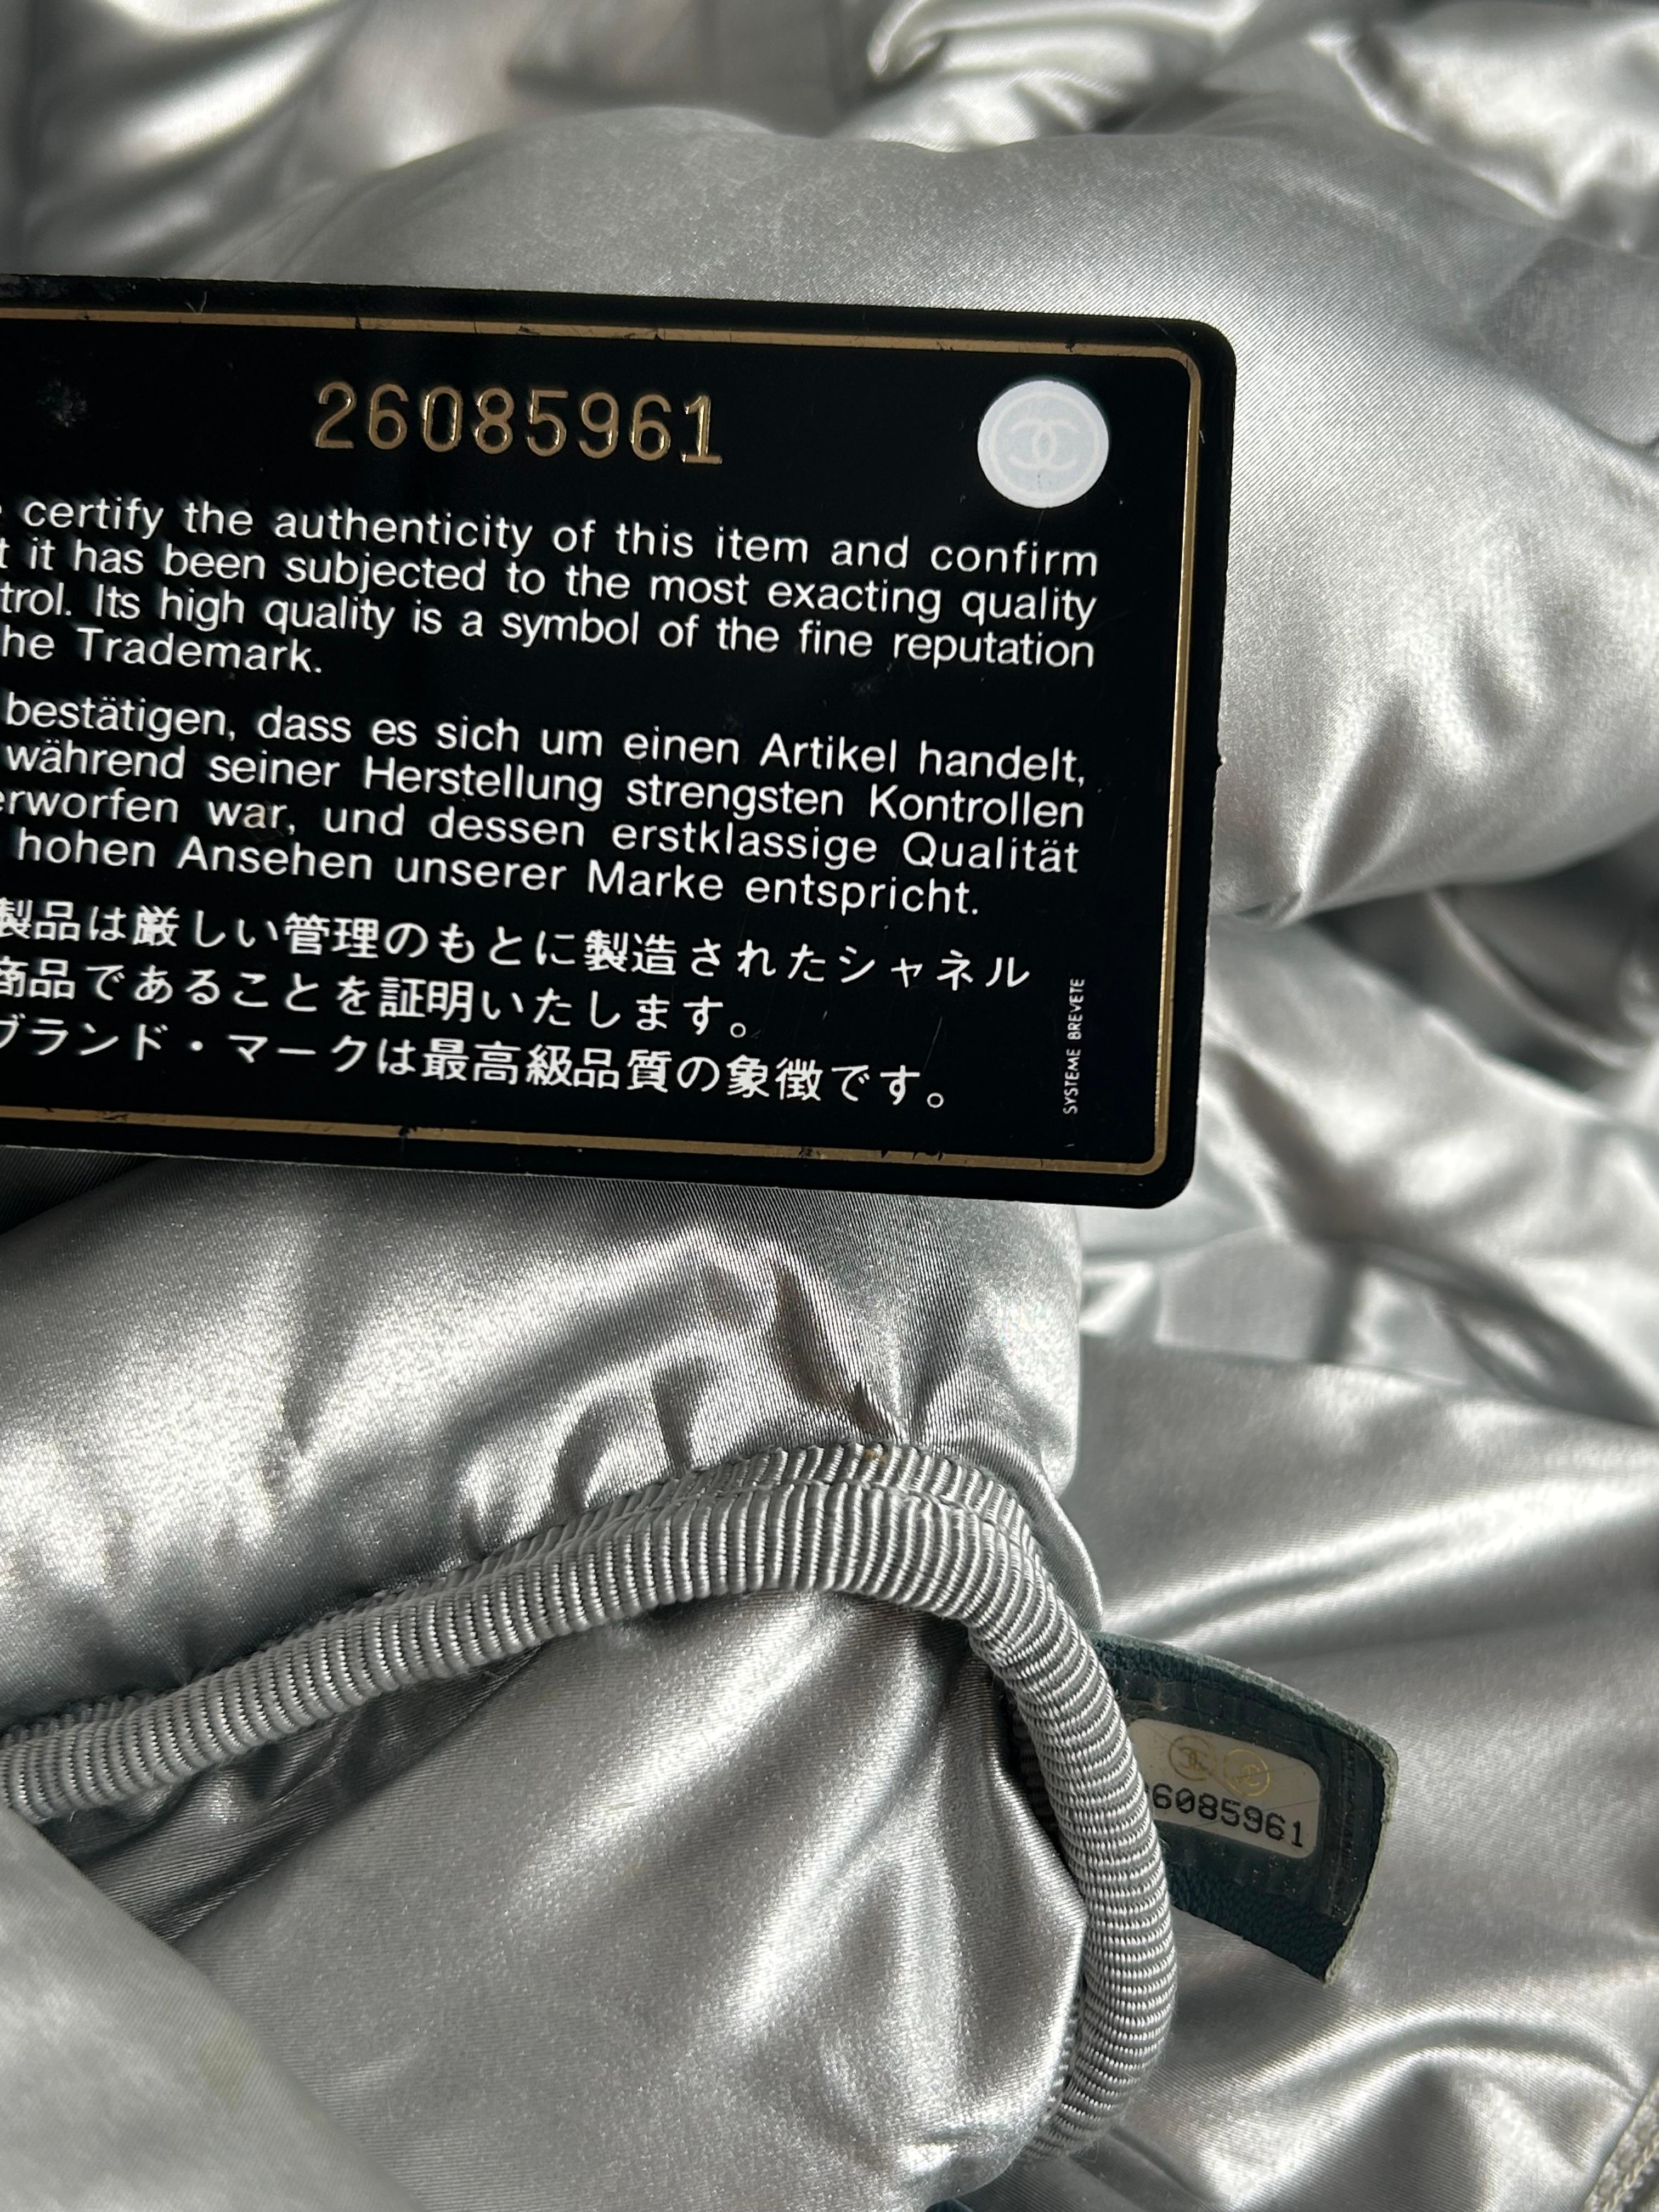 26085961
certify the authenticity of this item and confirm
it has been subjected to the most exacting quality
trol. Its high quality is a symbol of the fine reputation
he Trademark.
bestätigen, dass es sich um einen Artikel handelt,
während seiner Herstellung strengsten Kontrollen
erworfen war, und dessen erstklassige Qualität
hohen Ansehen unserer Marke entspricht.
製品は厳しい管理のもとに製造されたシャネル
商品であることを証明いたします。
ブランド・マークは最高級品質の象徴です。
SYSTEME BREVETE
6085961